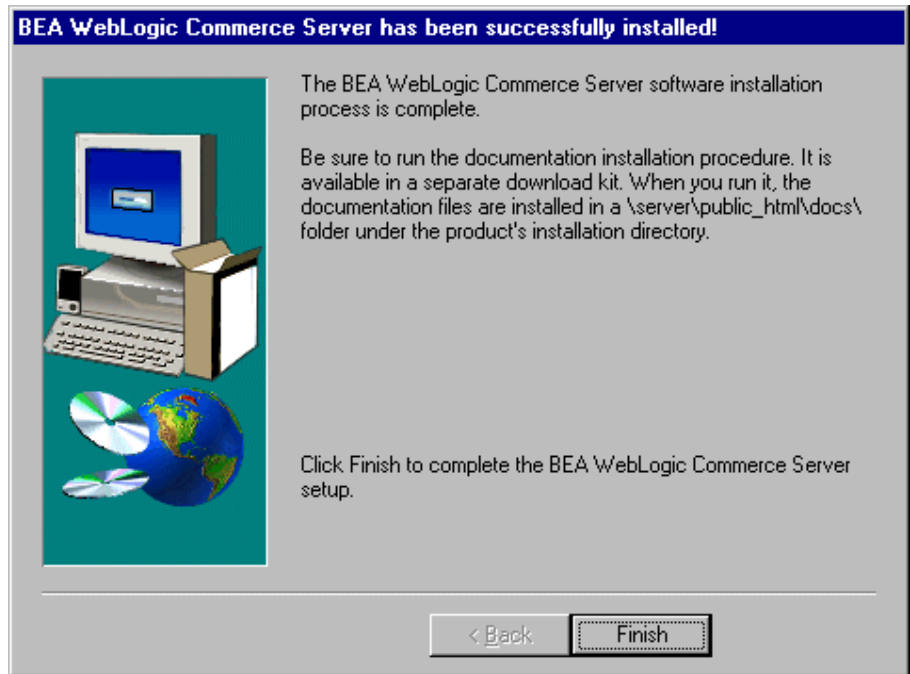 BEA WebLogic Commerce Server has been successfully installed!
The BEA WebLogic Commerce Server software installation
process is complete.
Be sure to run the documentation installation procedure. It is
available in a separate download kit. When you run it, the
documentation files are installed in a \server\public_html\docs\
folder under the product's installation directory.
Click Finish to complete the BEA WebLogic Commerce Server
setup.
< Back
Finish